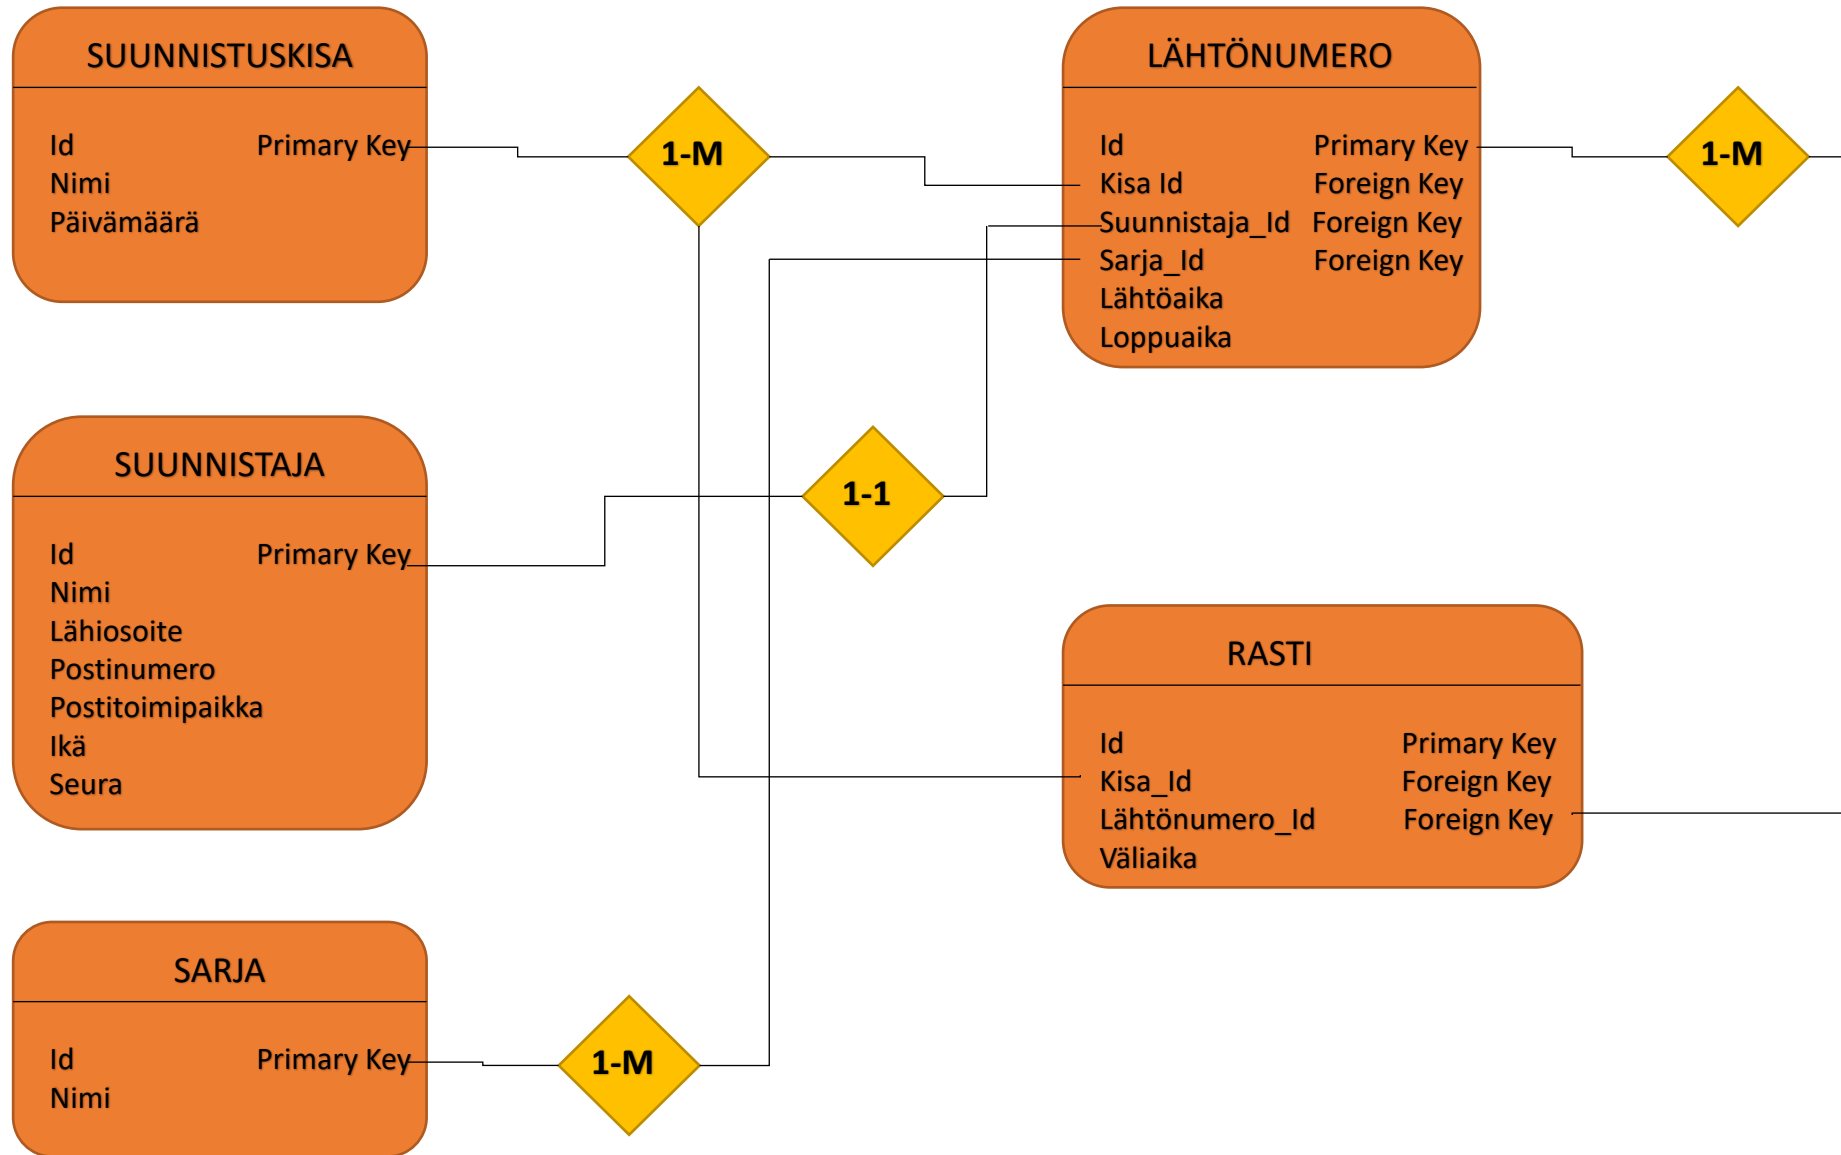 SUUNNISTUSKISA
Id Primary Key
Nimi
Päivämäärä
1-M
LÄHTÖNUMERO
Id Primary Key
Kisa Id Foreign Key
Suunnistaja_Id Foreign Key
Sarja_Id Foreign Key
Lähtöaika
Loppuaika
1-M
SUUNNISTAJA
Id Primary Key
Nimi
Lähiosoite
Postinumero
Postitoimipaikka
Ikä
Seura
1-1
RASTI
Id Primary Key
Kisa_Id Foreign Key
Lähtönumero_Id Foreign Key
Väliaika
SARJA
Id Primary Key
Nimi
1-M